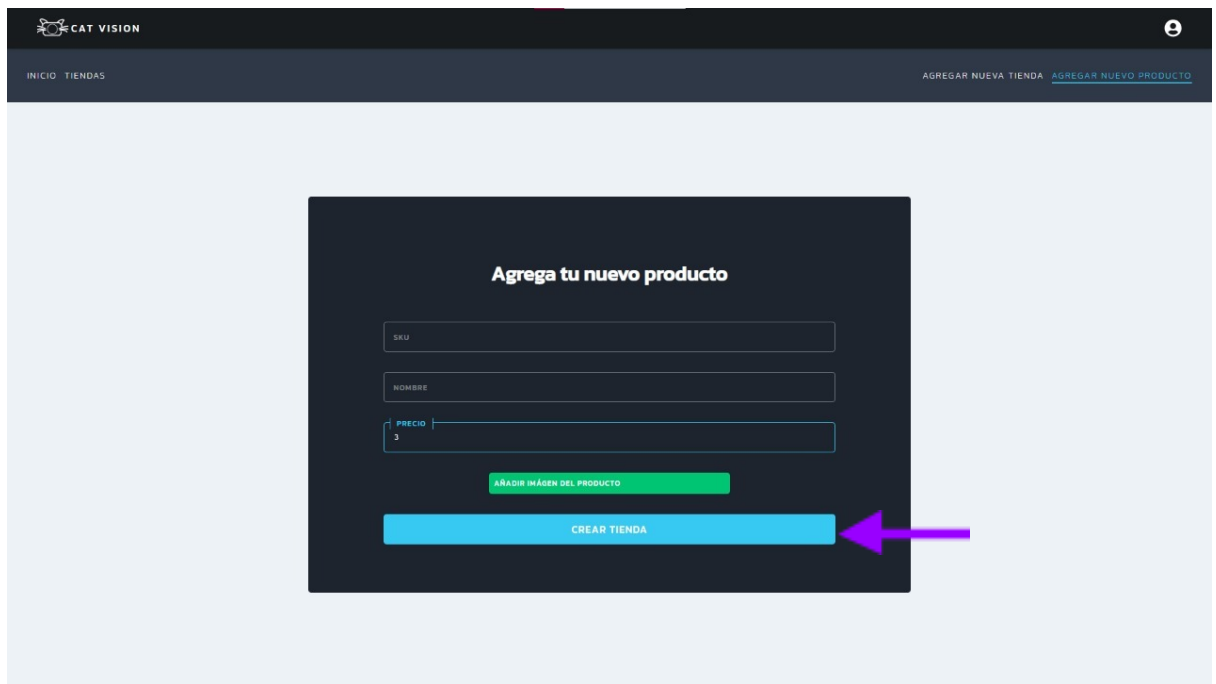 CAT VISION
INICIO TIENDAS AGREGAR NUEVA TIENDA AGREGAR NUEVO PRODUCTO
Agrega tu nuevo producto
SKU
NOMBRE
PRECIO
3
AÑADIR IMÁGEN DEL PRODUCTO
CREAR TIENDA